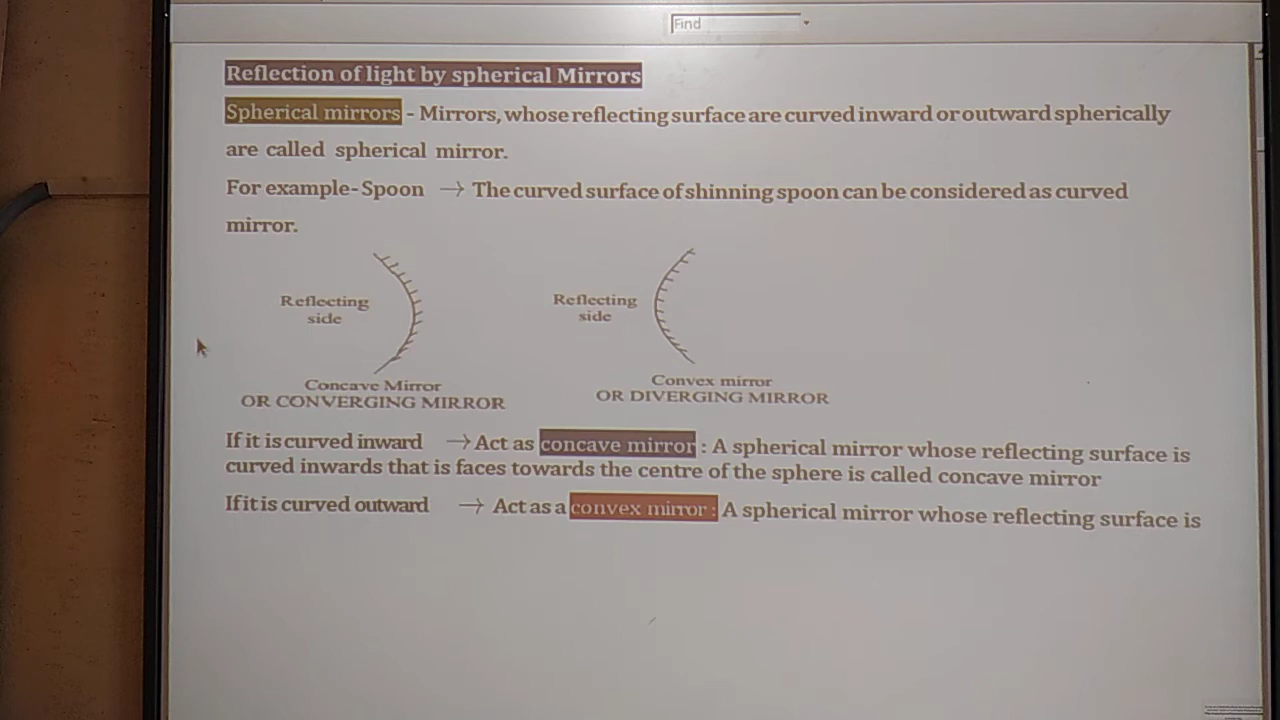 Find
Reflection of light by spherical Mirrors
Spherical mirrors - Mirrors, whose reflecting surface are curved inward or outward spherically
are called spherical mirror.
For example- Spoon → The curved surface of shinning spoon can be considered as curved
mirror.
Reflecting
side
Reflecting
side
Concave Mirror
OR CONVERGING MIRROR
Convex mirror
OR DIVERGING MIRROR
If it is curved inward → Act as concave mirror : A spherical mirror whose reflecting surface is
curved inwards that is faces towards the centre of the sphere is called concave mirror
If it is curved outward → Act as a convex mirror : A spherical mirror whose reflecting surface is